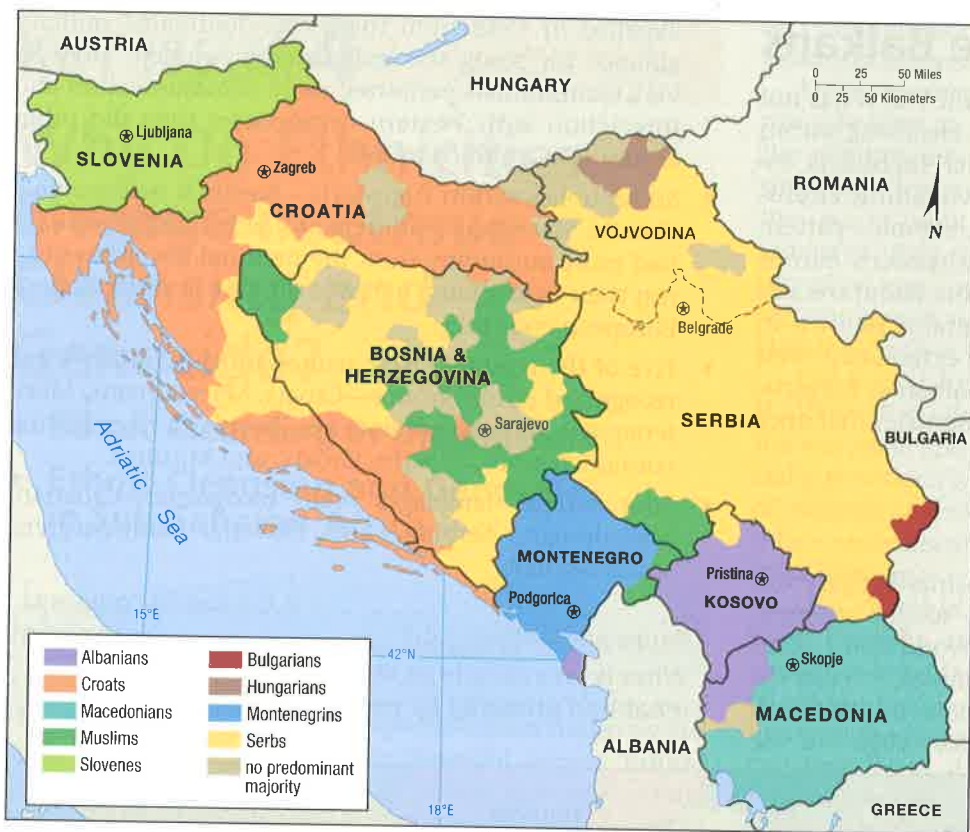 AUSTRIA
HUNGARY
0 25 50 Miles
0 25 50 Kilometers
Ljubljana
SLOVENIA
Zagreb
ROMANIA
CROATIA
VOJVODINA
N
Belgrade
BOSNIA &
HERZEGOVINA
Sarajevo
SERBIA
BULGARIA
Adriatic
Sea
MONTENEGRO
Pristina
KOSOVO
Podgorica
15°E
42°N
Skopje
MACEDONIA
ALBANIA
18°E
GREECE
Albanians
Croats
Macedonians
Muslims
Slovenes
Bulgarians
Hungarians
Montenegrins
Serbs
no predominant
majority